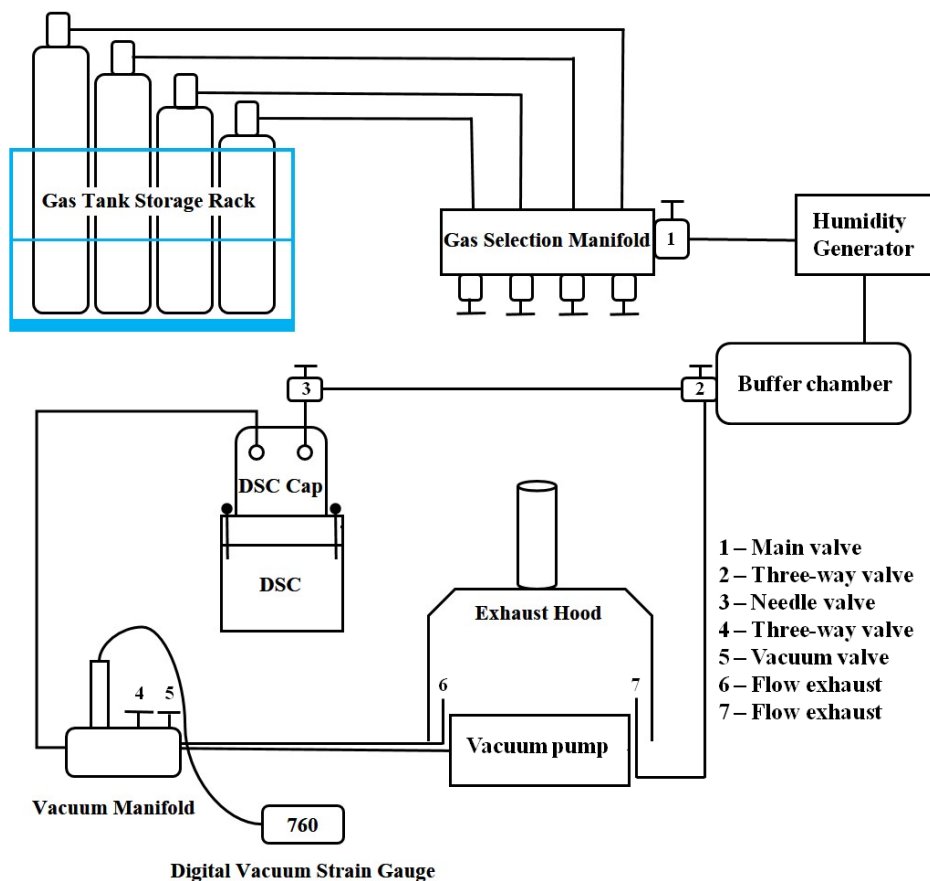 Gas Tank Storage Rack
Gas Selection Manifold
1
Humidity
Generator
3
2
Buffer chamber
DSC Cap
DSC
Exhaust Hood
1 – Main valve
2 – Three-way valve
3 – Needle valve
4 – Three-way valve
5 – Vacuum valve
6 – Flow exhaust
7 – Flow exhaust
6
7
4
5
Vacuum pump
Vacuum Manifold
760
Digital Vacuum Strain Gauge